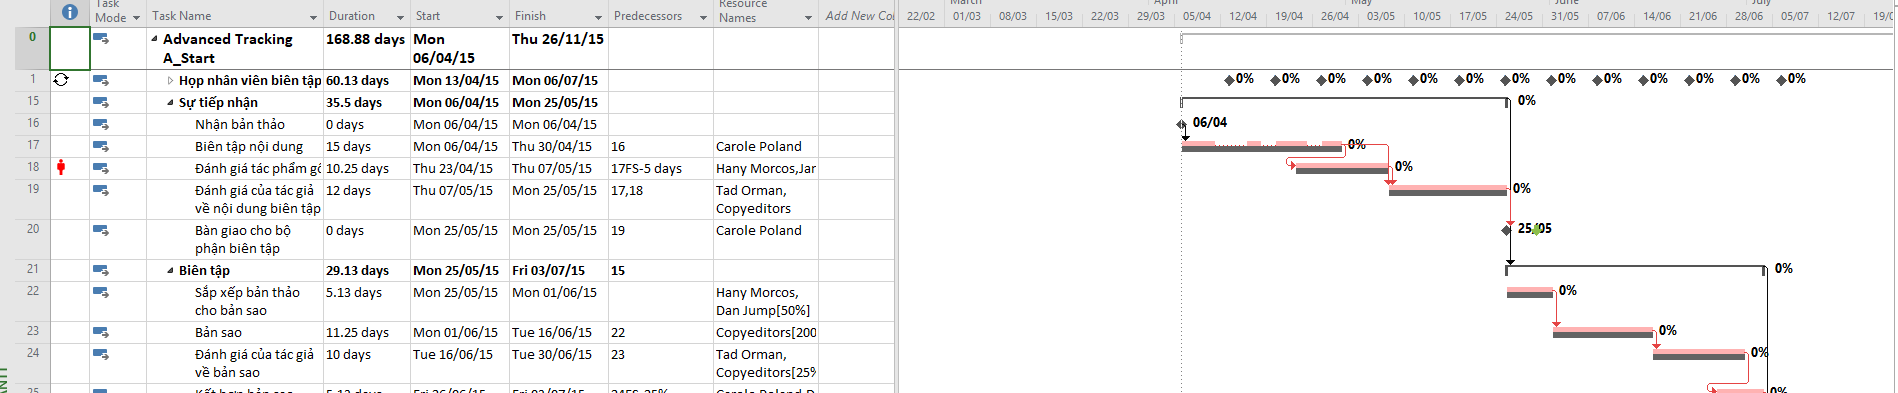 March April May June July
Task Mode Task Name Duration Start Finish Predecessors Resource Names Add New Co
22/02 01/03 08/03 15/03 22/03 29/03 05/04 12/04 19/04 26/04 03/05 10/05 17/05 24/05 31/05 07/06 14/06 21/06 28/06 05/07 12/07 19/0
0 Advanced Tracking 168.88 days Mon Thu 26/11/15
A_Start 06/04/15
1 Họp nhân viên biên tập 60.13 days Mon 13/04/15 Mon 06/07/15
0% 0% 0% 0% 0% 0% 0% 0% 0% 0% 0% 0% 0%
15 Sự tiếp nhận 35.5 days Mon 06/04/15 Mon 25/05/15 0%
16 Nhận bản thảo 0 days Mon 06/04/15 Mon 06/04/15 06/04
17 Biên tập nội dung 15 days Mon 06/04/15 Thu 30/04/15 16 Carole Poland 0%
18 Đánh giá tác phẩm gố 10.25 days Thu 23/04/15 Thu 07/05/15 17FS-5 days Hany Morcos,Jar 0%
19 Đánh giá của tác giả 12 days Thu 07/05/15 Mon 25/05/15 17,18 Tad Orman, 0%
về nội dung biên tập Copyeditors
20 Bàn giao cho bộ 0 days Mon 25/05/15 Mon 25/05/15 19 Carole Poland 25/05
phận biên tập
21 Biên tập 29.13 days Mon 25/05/15 Fri 03/07/15 15 0%
22 Sắp xếp bản thảo 5.13 days Mon 25/05/15 Mon 01/06/15 Hany Morcos, 0%
cho bản sao Dan Jump[50%]
23 Bản sao 11.25 days Mon 01/06/15 Tue 16/06/15 22 Copyeditors[200 0%
24 Đánh giá của tác giả 10 days Tue 16/06/15 Tue 30/06/15 23 Tad Orman, 0%
về bản sao Copyeditors[25%